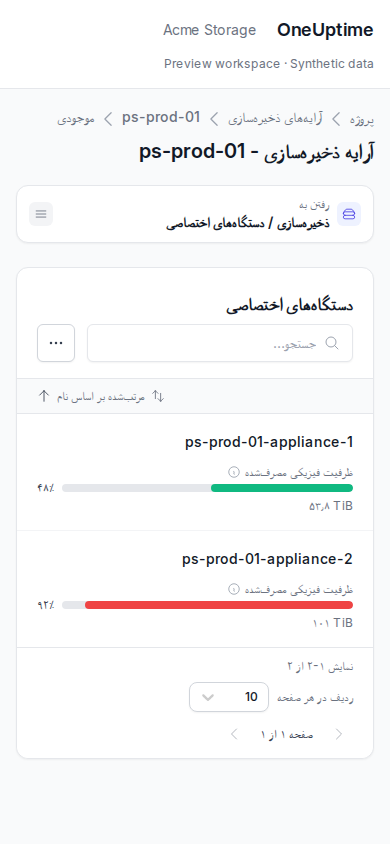 OneUptime Acme Storage
Preview workspace · Synthetic data
پروژه
آرایه‌های ذخیره‌سازی
ps-prod-01
موجودی
آرایه ذخیره‌سازی - ps-prod-01
رفتن به
ذخیره‌سازی / دستگاه‌های اختصاصی
دستگاه‌های اختصاصی
جستجو...
مرتب‌شده بر اساس نام
ps-prod-01-appliance-1
ظرفیت فیزیکی مصرف‌شده
۴۸٪
۵۳٫۸ TiB
ps-prod-01-appliance-2
ظرفیت فیزیکی مصرف‌شده
۹۲٪
۱۰۱ TiB
نمایش ۱-۲ از ۲
ردیف در هر صفحه 10
صفحه ۱ از ۱